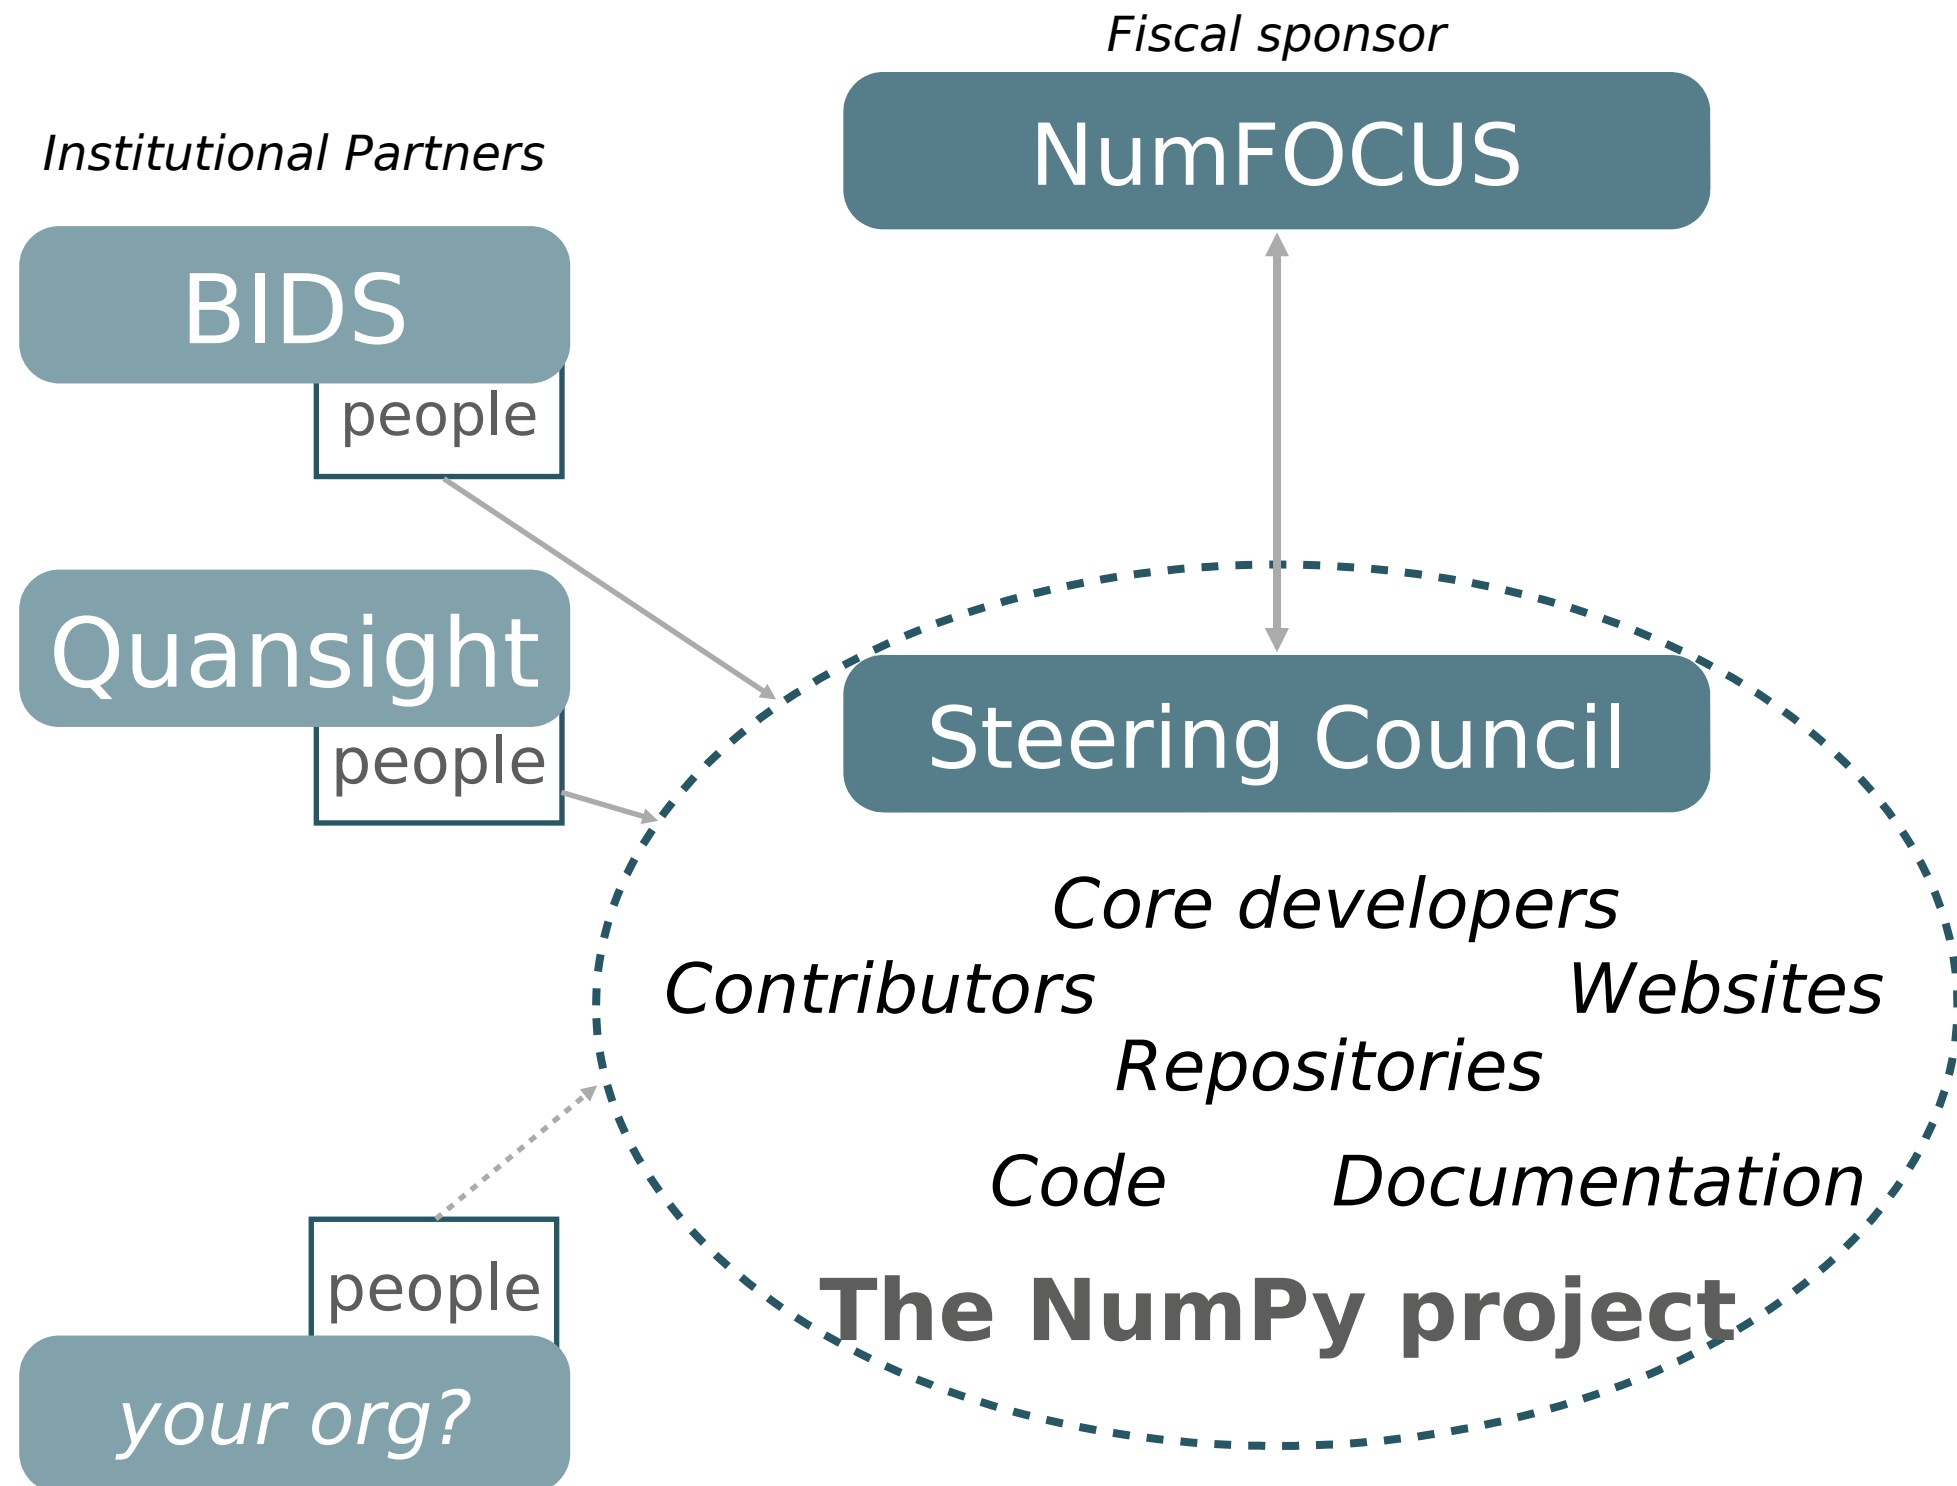 Fiscal sponsor
NumFOCUS
Institutional Partners
BIDS
people
Quansight
people
Steering Council
Core developers
Contributors
Websites
Repositories
Code
Documentation
The NumPy project
people
your org?